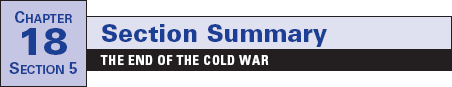 CHAPTER
18
SECTION 5
Section Summary
THE END OF THE COLD WAR